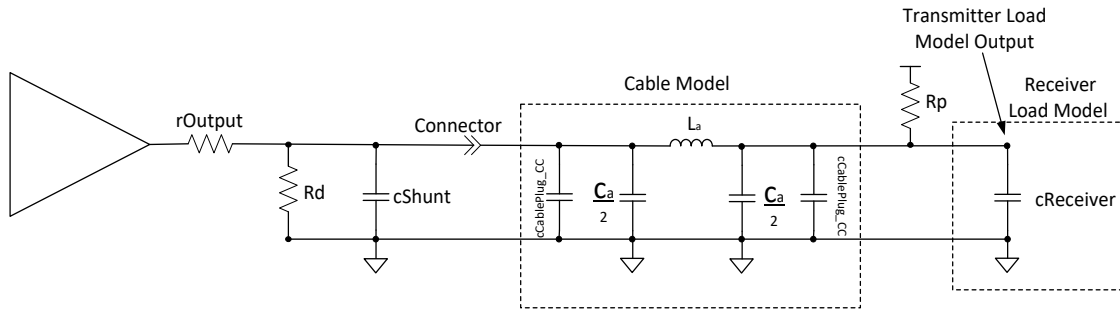 Transmitter Load
Model Output
Cable Model
Receiver
Load Model
rOutput
Connector
La
Rp
Rd
cShunt
cCablePlug_CC
Ca
2
Ca
2
cCablePlug_CC
cReceiver